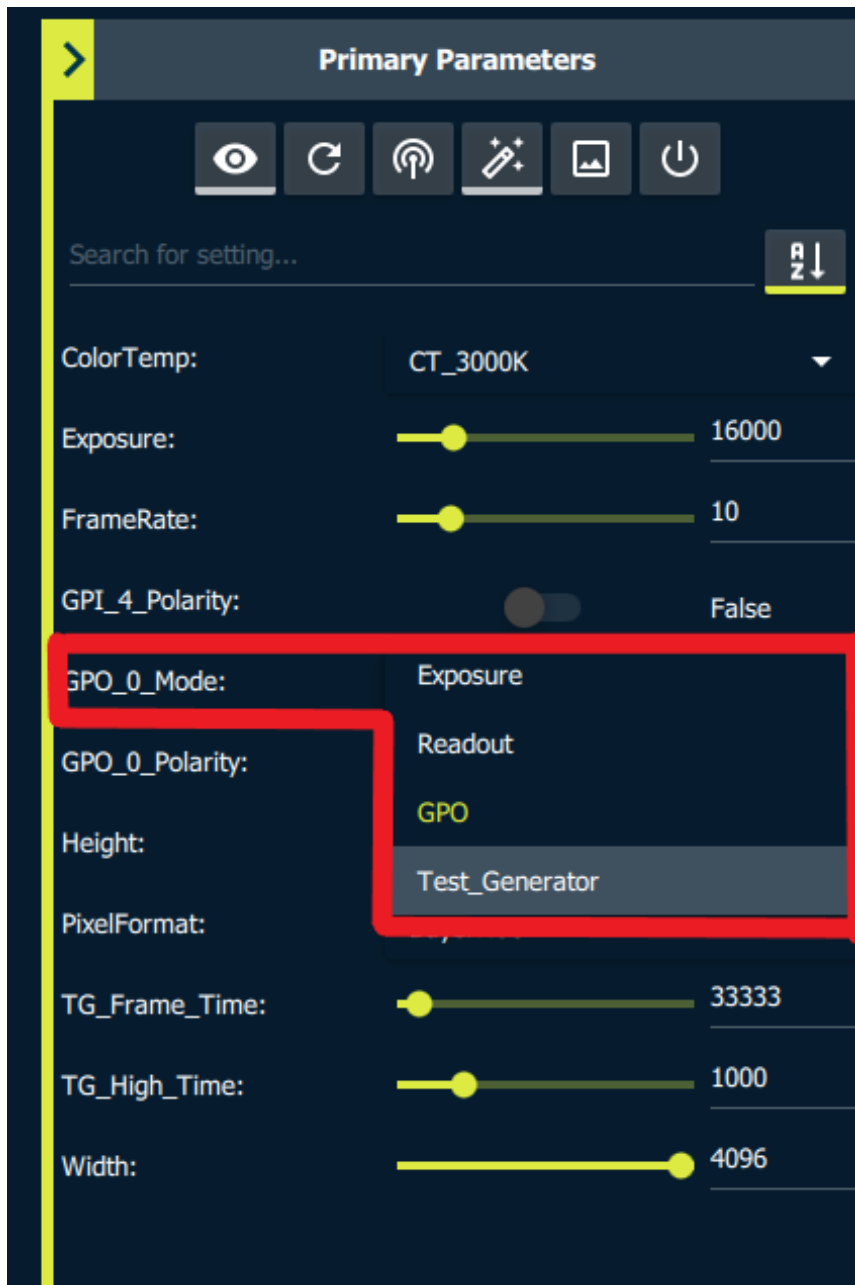 Primary Parameters
Search for setting...
ColorTemp: CT_3000K
Exposure: 16000
FrameRate: 10
GPI_4_Polarity: False
GPO_0_Mode: Exposure
Readout
GPO_0_Polarity:
GPO
Height:
Test_Generator
PixelFormat:
TG_Frame_Time: 33333
TG_High_Time: 1000
Width: 4096